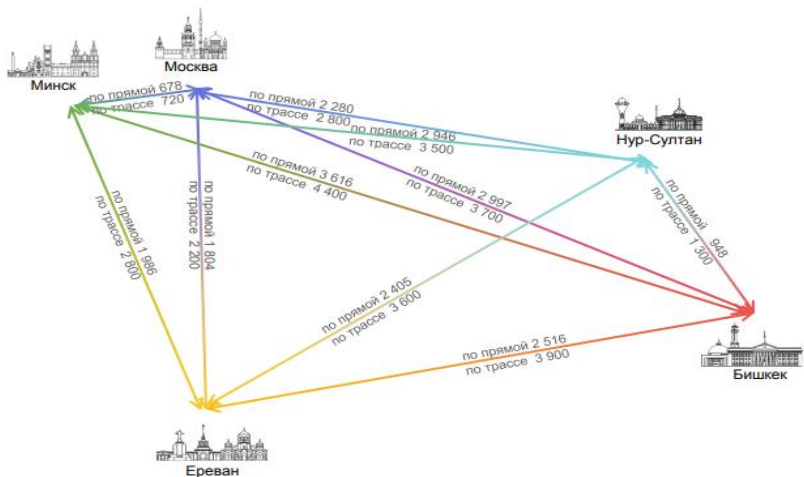 Москва
Минск
по прямой 678
по трассе 720
по прямой 2 280
по трассе 2 800
по прямой 2 946
по трассе 3 500
Нур-Султан
по прямой 3 616
по трассе 4 400
по прямой 2 997
по трассе 3 700
по прямой 948
по трассе 1 300
по прямой 1 986
по трассе 2 800
по прямой 1 804
по трассе 2 200
по прямой 2 405
по трассе 3 600
по прямой 2 516
по трассе 3 900
Бишкек
Ереван